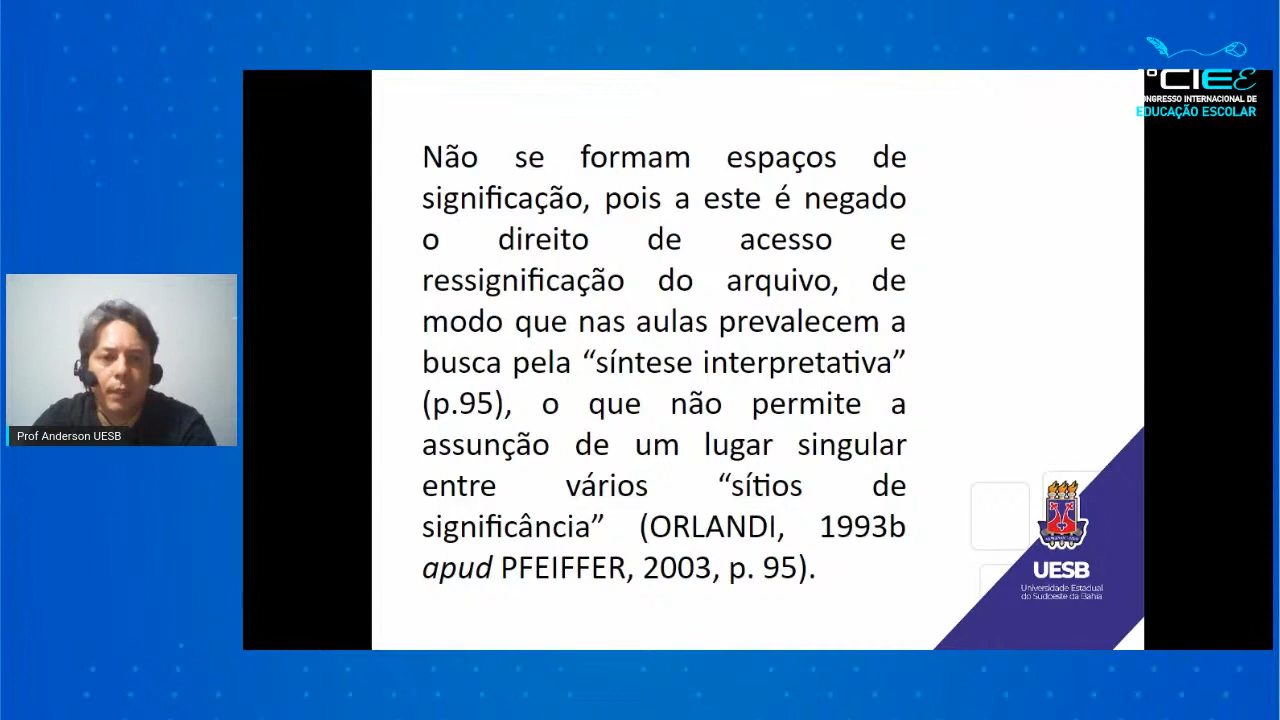 CIEE
CONGRESSO INTERNACIONAL DE
EDUCAÇÃO ESCOLAR
Não se formam espaços de
significação, pois a este é negado
o direito de acesso e
ressignificação do arquivo, de
modo que nas aulas prevalecem a
busca pela “síntese interpretativa”
(p.95), o que não permite a
assunção de um lugar singular
entre vários “sítios de
significância” (ORLANDI, 1993b
apud PFEIFFER, 2003, p. 95).
Prof Anderson UESB
UESB
Universidade Estadual
do Sudoeste da Bahia